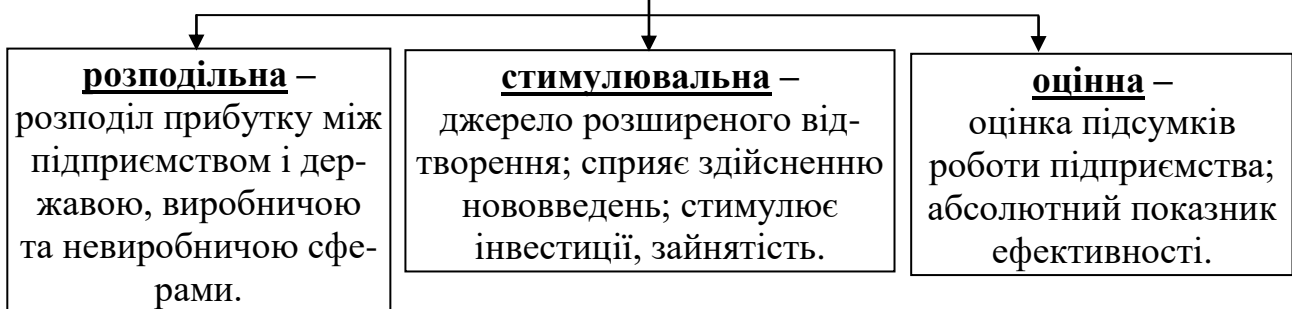 розподільна –
розподіл прибутку між
підприємством і дер-
жавою, виробничою
та невиробничою сфе-
рами.
стимулювальна –
джерело розширеного від-
творення; сприяє здійсненню
нововведень; стимулює
інвестиції, зайнятість.
оцінна –
оцінка підсумків
роботи підприємства;
абсолютний показник
ефективності.